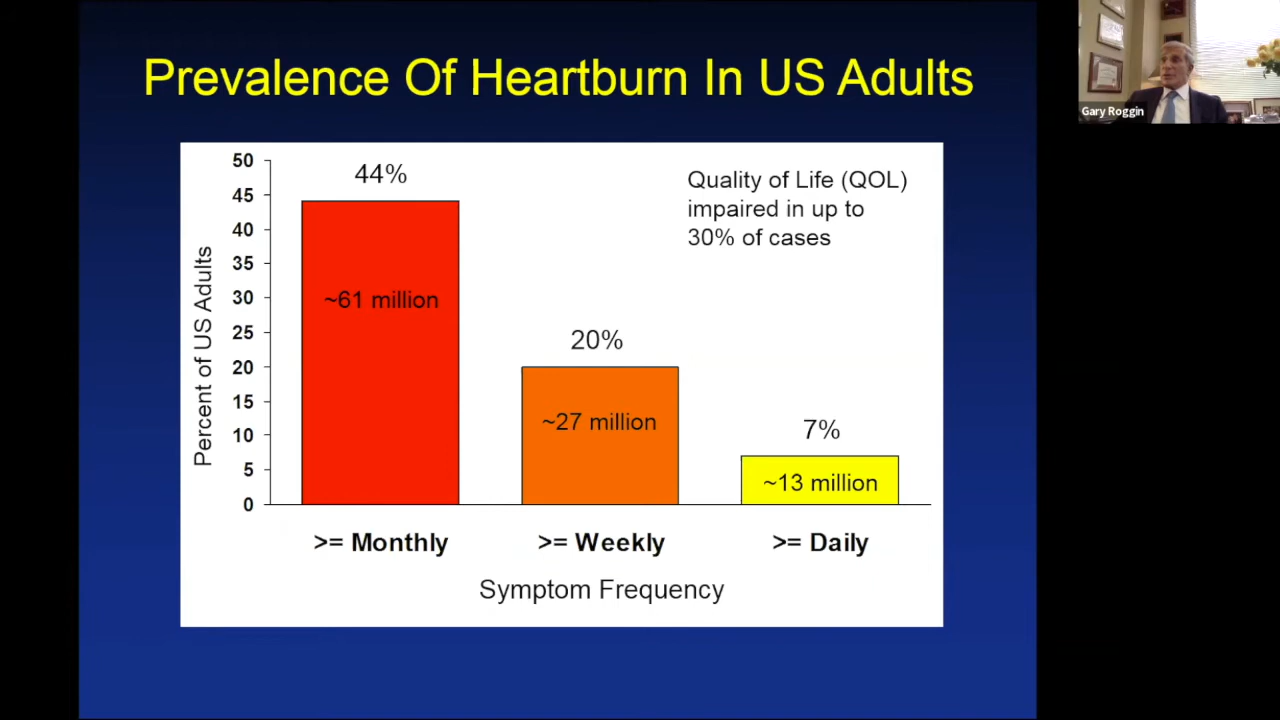 Prevalence Of Heartburn In US Adults
Gary Roggin
50
45
40
35
30
25
20
15
10
5
0
Percent of US Adults
44%
~61 million
20%
~27 million
7%
~13 million
Quality of Life (QOL)
impaired in up to
30% of cases
>= Monthly
>= Weekly
>= Daily
Symptom Frequency